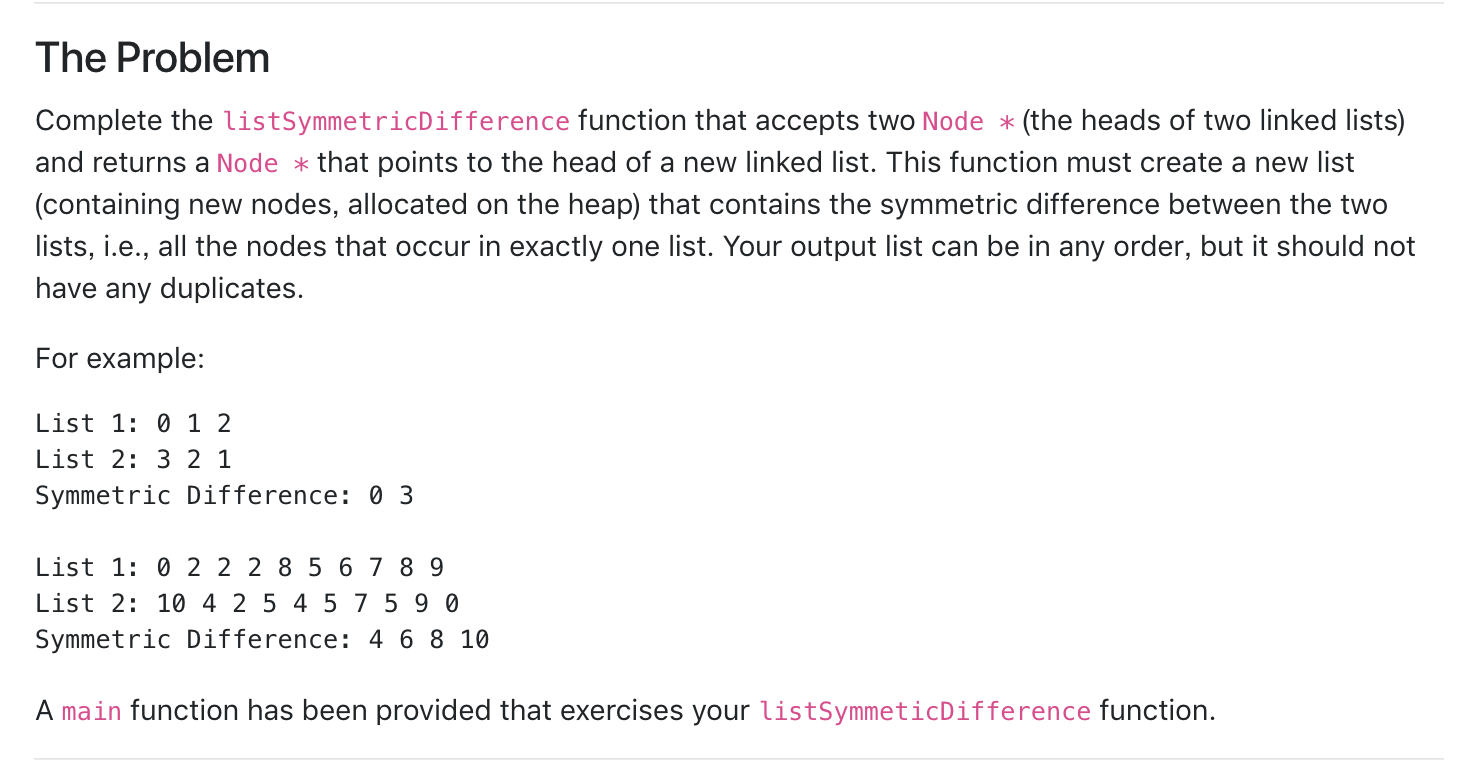 The Problem
Complete the listSymmetricDifference function that accepts two Node * (the heads of two linked lists)
and returns a Node * that points to the head of a new linked list. This function must create a new list
(containing new nodes, allocated on the heap) that contains the symmetric difference between the two
lists, i.e., all the nodes that occur in exactly one list. Your output list can be in any order, but it should not
have any duplicates.
For example:
List 1: 0 1 2
List 2: 3 2 1
Symmetric Difference: 0 3
List 1: 0 2 2 2 8 5 6 7 8 9
List 2: 10 4 2 5 4 5 7 5 9 0
Symmetric Difference: 4 6 8 10
A main function has been provided that exercises your listSymmeticDifference function.